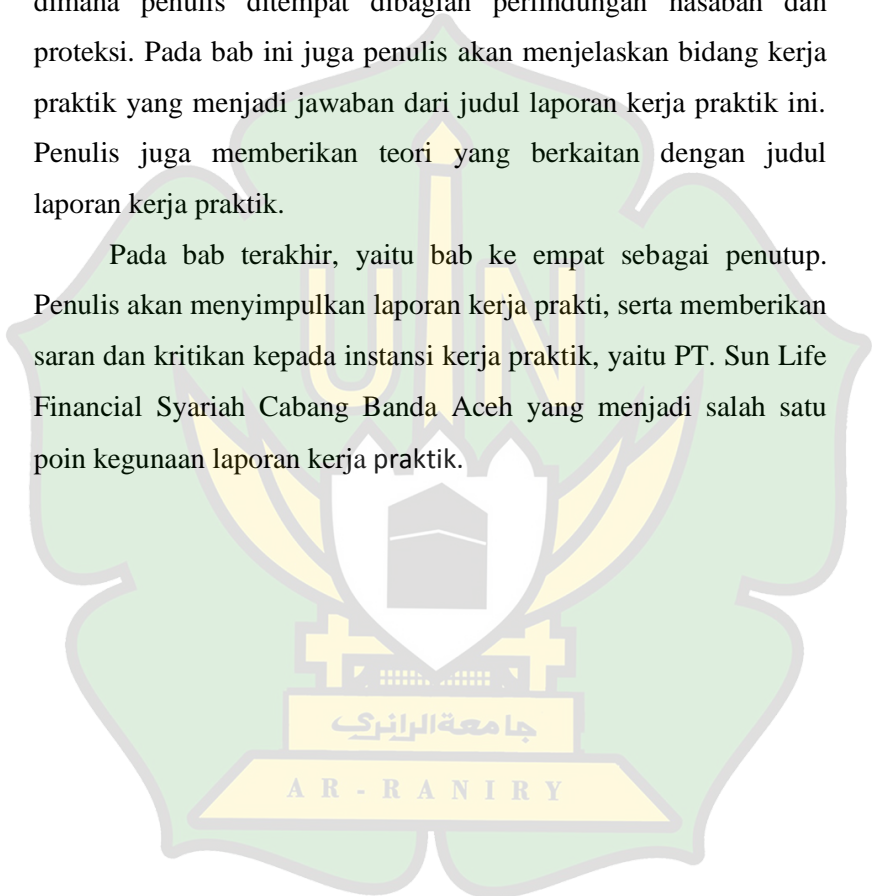 dimana penulis ditempat dibagian perlindungan nasabah dan
proteksi. Pada bab ini juga penulis akan menjelaskan bidang kerja
praktik yang menjadi jawaban dari judul laporan kerja praktik ini.
Penulis juga memberikan teori yang berkaitan dengan judul
laporan kerja praktik.
Pada bab terakhir, yaitu bab ke empat sebagai penutup.
Penulis akan menyimpulkan laporan kerja prakti, serta memberikan
saran dan kritikan kepada instansi kerja praktik, yaitu PT. Sun Life
Financial Syariah Cabang Banda Aceh yang menjadi salah satu
poin kegunaan laporan kerja praktik.
UIN
جامعةالرانري
AR-RANIRY